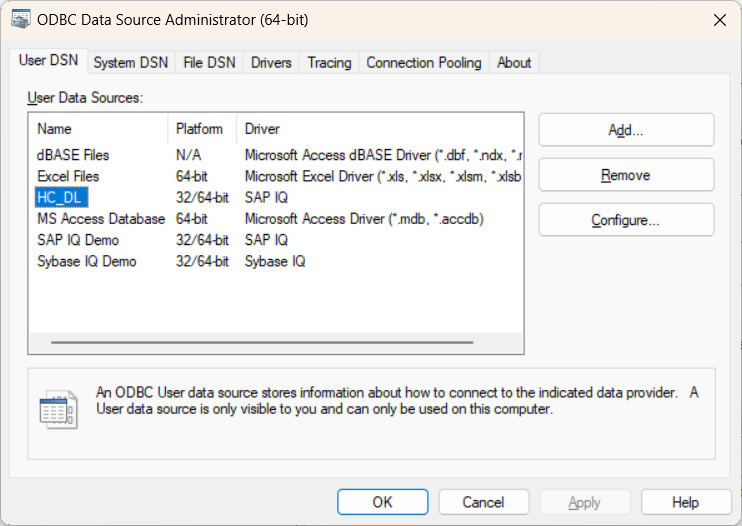 ODBC Data Source Administrator (64-bit)
User DSN System DSN File DSN Drivers Tracing Connection Pooling About
User Data Sources:
Name Platform Driver
dBASE Files N/A Microsoft Access dBASE Driver (*.dbf, *.ndx, *.r
Excel Files 64-bit Microsoft Excel Driver (*.xls, *.xlsx, *.xlsm, *.xlsb
HC_DL 32/64-bit SAP IQ
MS Access Database 64-bit Microsoft Access Driver (*.mdb, *.accdb)
SAP IQ Demo 32/64-bit SAP IQ
Sybase IQ Demo 32/64-bit Sybase IQ
Add...
Remove
Configure...
An ODBC User data source stores information about how to connect to the indicated data provider. A
User data source is only visible to you and can only be used on this computer.
OK Cancel Apply Help